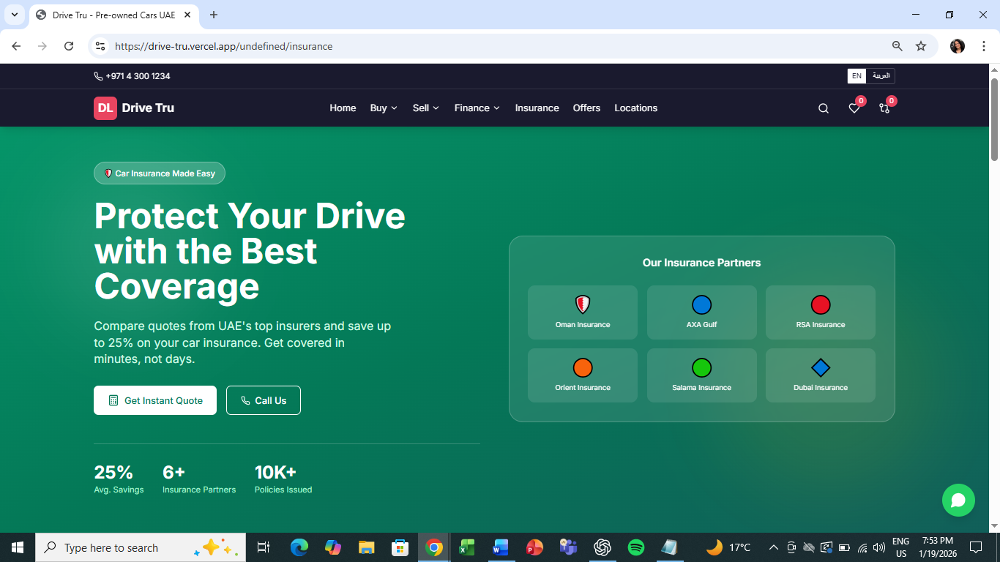 Drive Tru - Pre-owned Cars UAE
https://drive-tru.vercel.app/undefined/insurance
+971 4 300 1234
EN العربية
DL Drive Tru Home Buy Sell Finance Insurance Offers Locations 0 0
Car Insurance Made Easy
Protect Your Drive
with the Best
Coverage
Compare quotes from UAE's top insurers and save up
to 25% on your car insurance. Get covered in
minutes, not days.
Get Instant Quote Call Us
25% 6+ 10K+
Avg. Savings Insurance Partners Policies Issued
Our Insurance Partners
Oman Insurance AXA Gulf RSA Insurance
Orient Insurance Salama Insurance Dubai Insurance
Type here to search
17°C
ENG
US
7:53 PM
1/19/2026